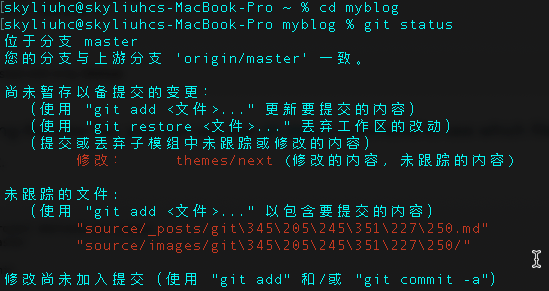 [skyliuhc@skyliuhcs-MacBook-Pro ~ % cd myblog
[skyliuhc@skyliuhcs-MacBook-Pro myblog % git status
位于分支 master
您的分支与上游分支 'origin/master' 一致。
尚未暂存以备提交的变更：
（使用 "git add <文件>..." 更新要提交的内容）
（使用 "git restore <文件>..." 丢弃工作区的改动）
（提交或丢弃子模组中未跟踪或修改的内容）
修改： themes/next (修改的内容, 未跟踪的内容)
未跟踪的文件:
（使用 "git add <文件>..." 以包含要提交的内容）
"source/_posts/git\345\205\245\351\227\250.md"
"source/images/git\345\205\245\351\227\250/"
修改尚未加入提交（使用 "git add" 和/或 "git commit -a"）